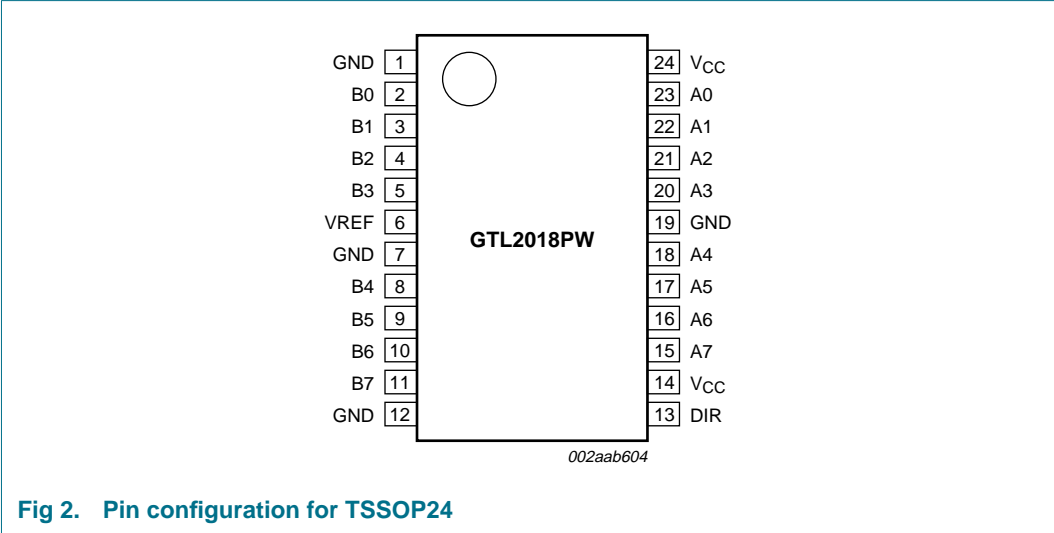 GND 1 24 VCC
B0 2 23 A0
B1 3 22 A1
B2 4 21 A2
B3 5 20 A3
VREF 6 19 GND
GTL2018PW
GND 7 18 A4
B4 8 17 A5
B5 9 16 A6
B6 10 15 A7
B7 11 14 VCC
GND 12 13 DIR
002aab604
Fig 2. Pin configuration for TSSOP24